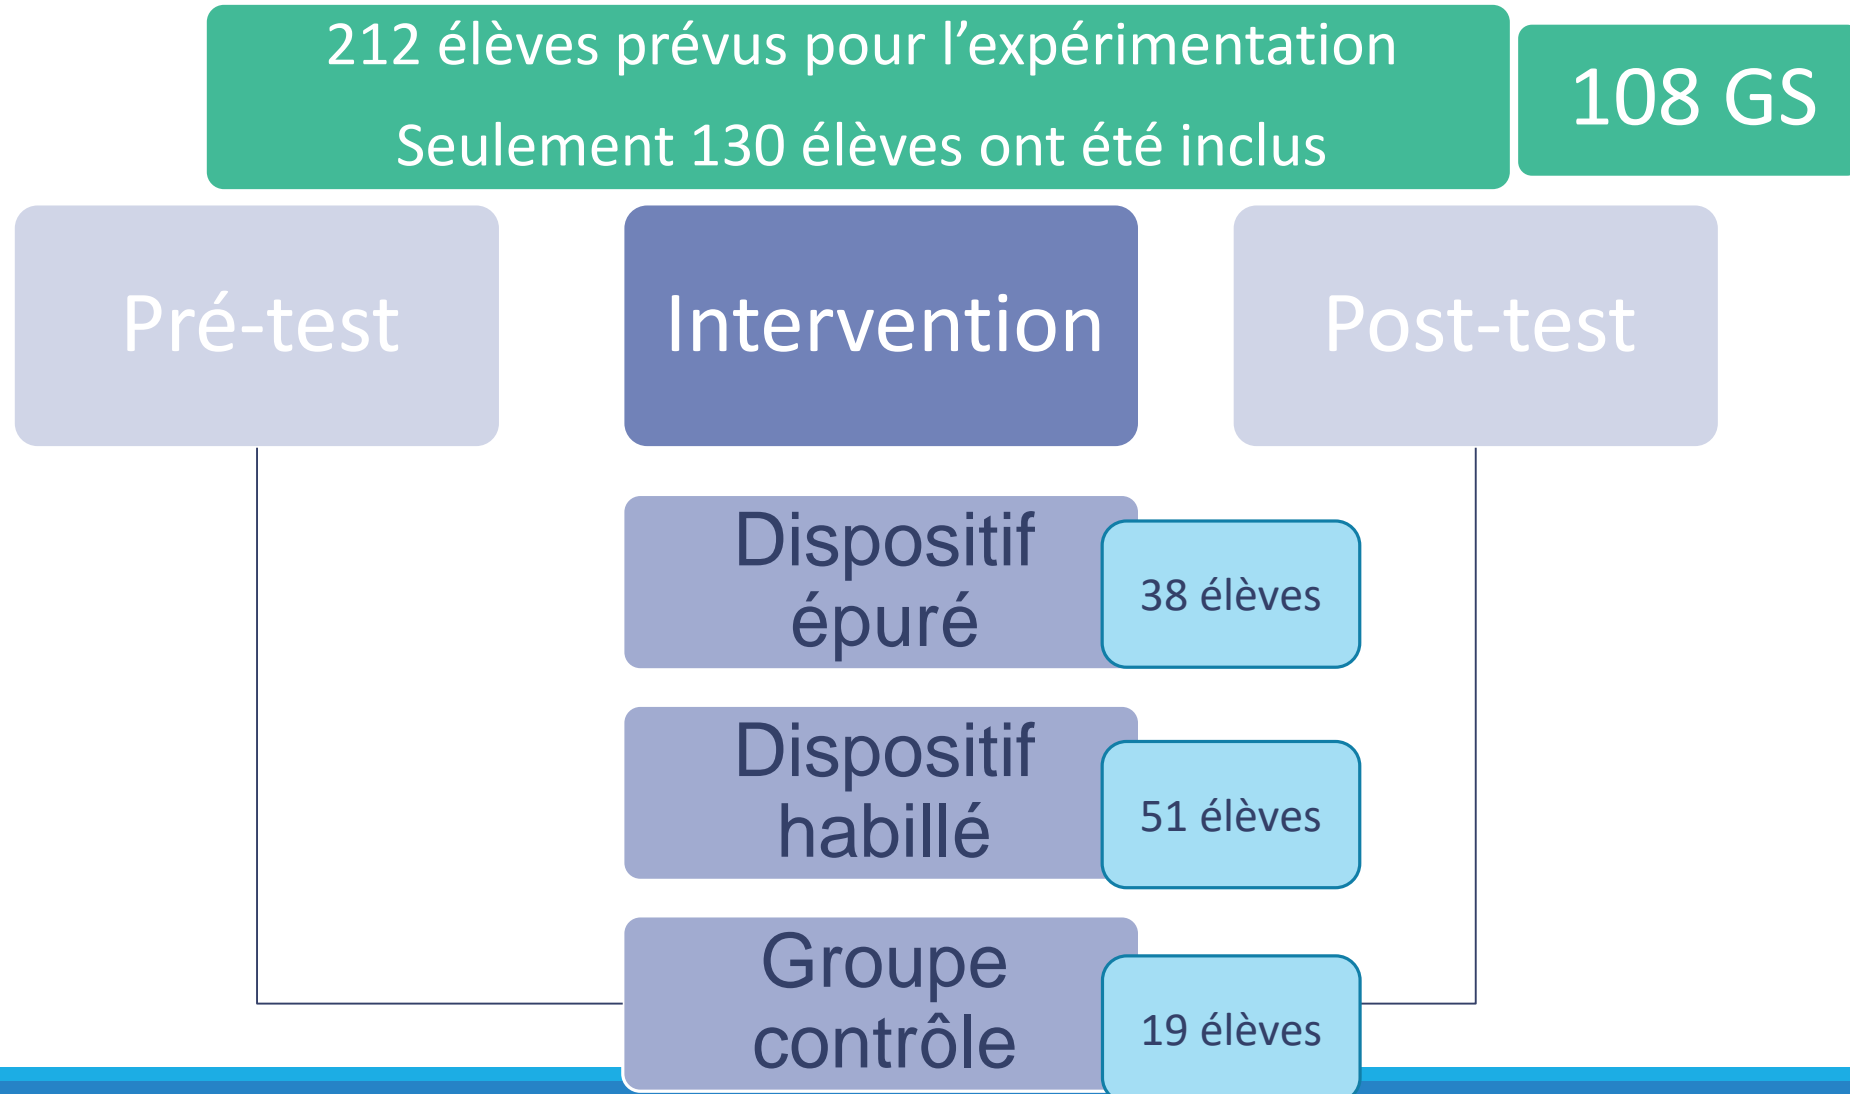 212 élèves prévus pour l’expérimentation
Seulement 130 élèves ont été inclus
108 GS
Pré-test
Intervention
Post-test
Dispositif
épuré
38 élèves
Dispositif
habillé
51 élèves
Groupe
contrôle
19 élèves